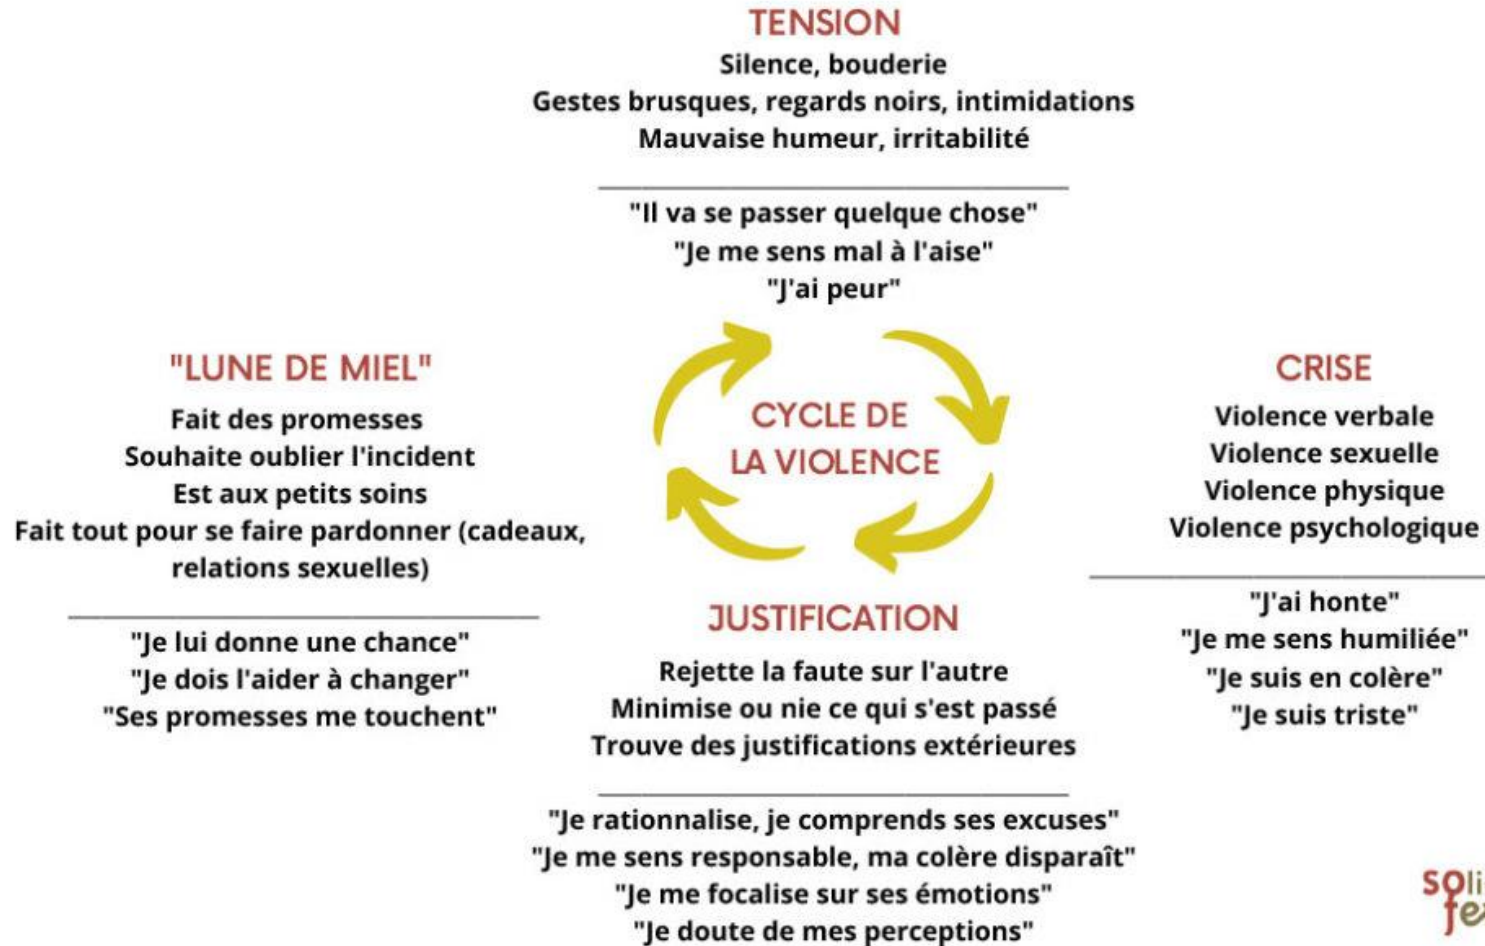 TENSION
Silence, bouderie
Gestes brusques, regards noirs, intimidations
Mauvaise humeur, irritabilité
"Il va se passer quelque chose"
"Je me sens mal à l'aise"
"J'ai peur"
"LUNE DE MIEL"
Fait des promesses
Souhaite oublier l'incident
Est aux petits soins
Fait tout pour se faire pardonner (cadeaux,
relations sexuelles)
"Je lui donne une chance"
"Je dois l'aider à changer"
"Ses promesses me touchent"
CYCLE DE
LA VIOLENCE
CRISE
Violence verbale
Violence sexuelle
Violence physique
Violence psychologique
"J'ai honte"
"Je me sens humiliée"
"Je suis en colère"
"Je suis triste"
JUSTIFICATION
Rejette la faute sur l'autre
Minimise ou nie ce qui s'est passé
Trouve des justifications extérieures
"Je rationnalise, je comprends ses excuses"
"Je me sens responsable, ma colère disparaît"
"Je me focalise sur ses émotions"
"Je doute de mes perceptions"